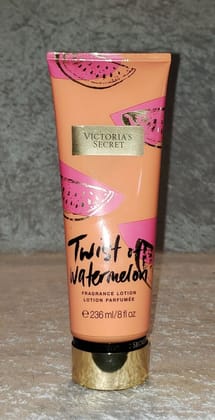 VICTORIA'S
SECRET
Twist of
Watermelon
FRAGRANCE LOTION
LOTION PARFUMÉE
℮ 236 ml/8 fl oz